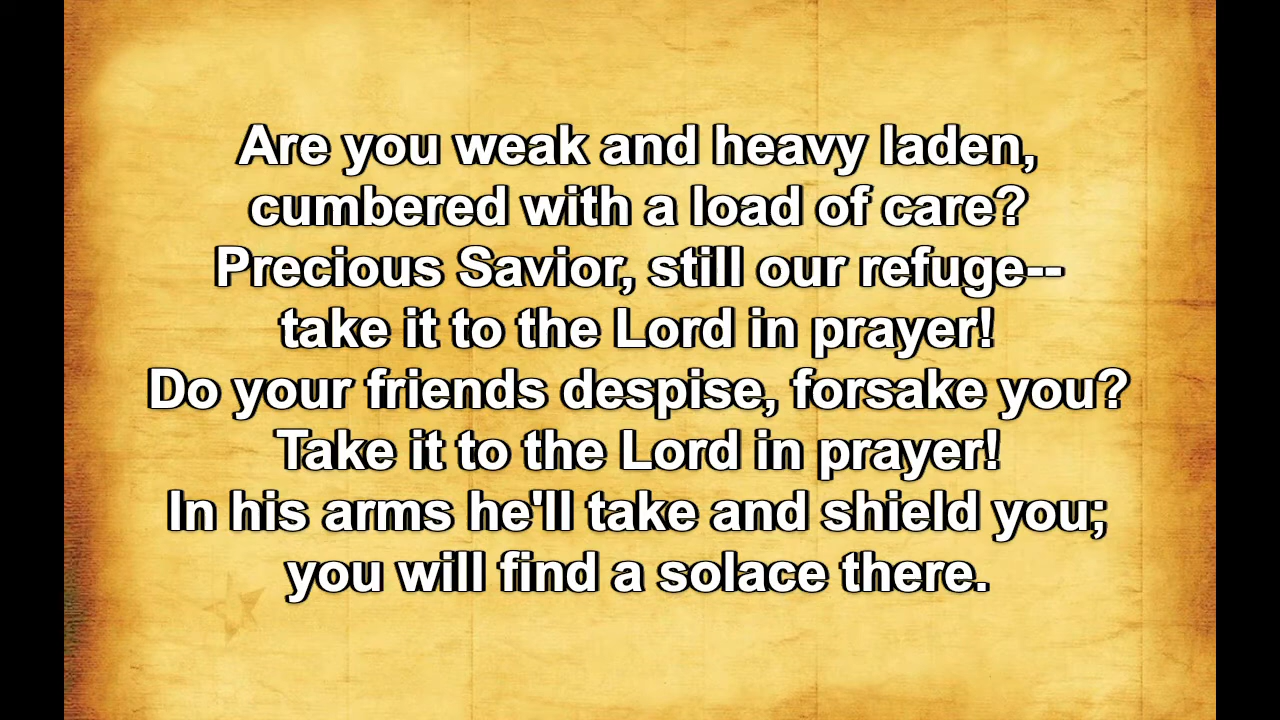 Are you weak and heavy laden,
cumbered with a load of care?
Precious Savior, still our refuge--
take it to the Lord in prayer!
Do your friends despise, forsake you?
Take it to the Lord in prayer!
In his arms he'll take and shield you;
you will find a solace there.